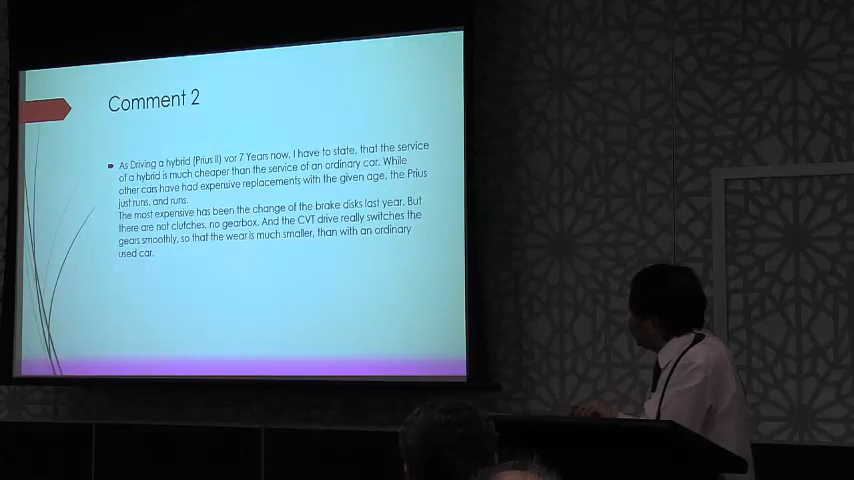 Comment 2
As Driving a hybrid (Prius II) vor 7 Years now, I have to state, that the service
of a hybrid is much cheaper than the service of an ordinary car. While
other cars have had expensive replacements with the given age, the Prius
just runs, and runs.
The most expensive has been the change of the brake disks last year. But
there are not clutches, no gearbox. And the CVT drive really switches the
gears smoothly, so that the wear is much smaller, than with an ordinary
used car.